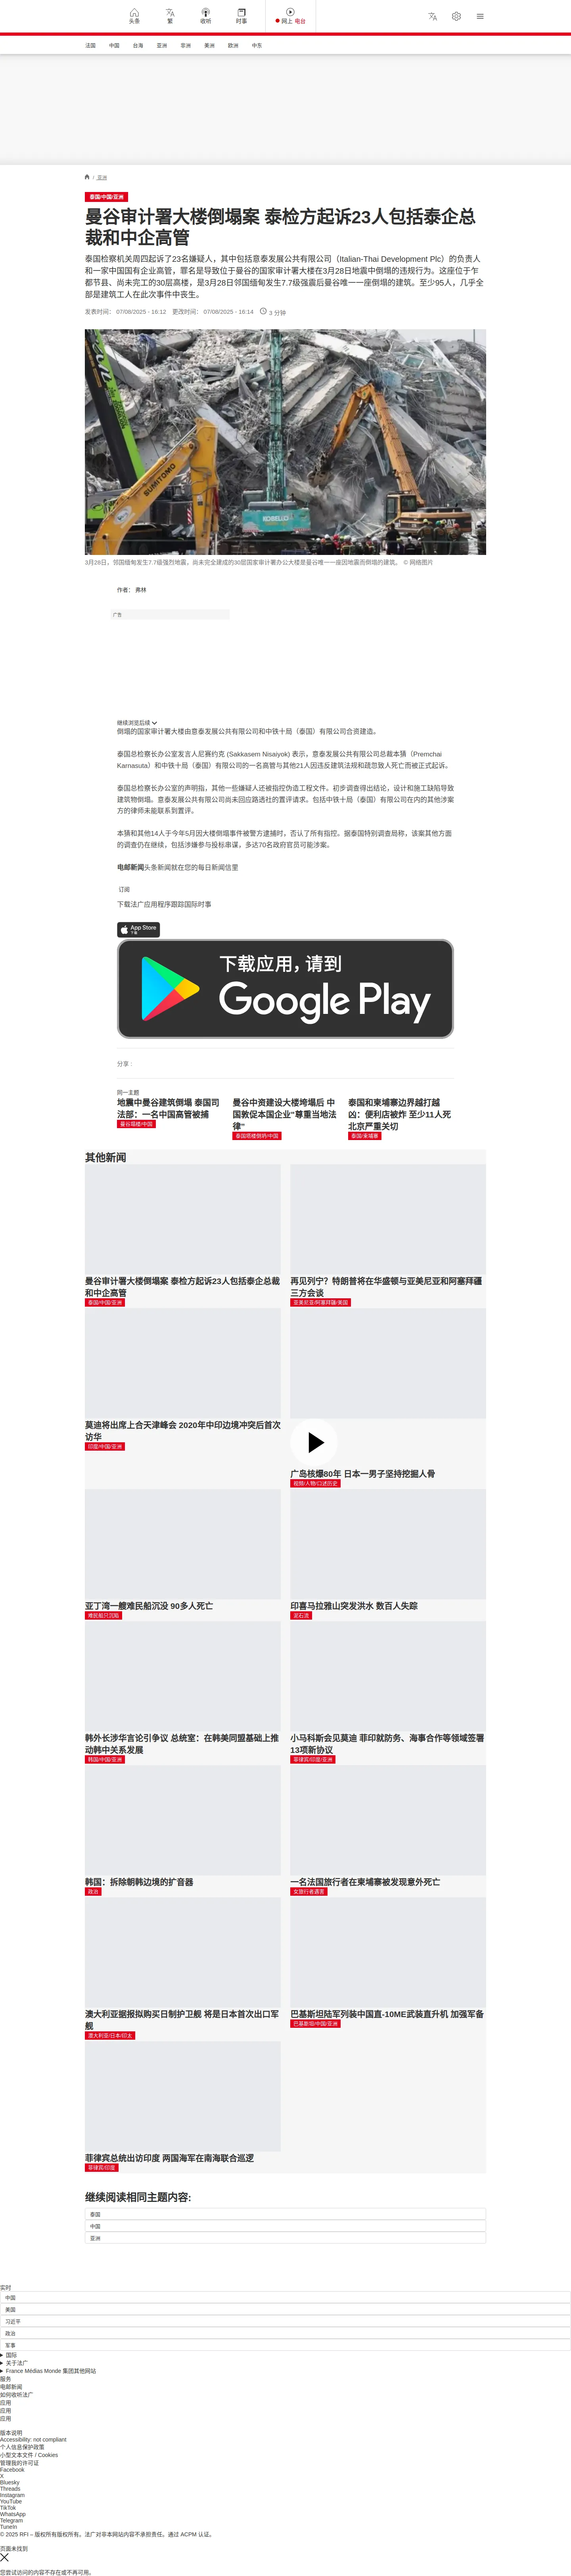 头条
繁
收听
时事
网上 电台
法国
中国
台海
亚洲
非洲
美洲
欧洲
中东
/ 亚洲
泰国/中国/亚洲
曼谷审计署大楼倒塌案 泰检方起诉23人包括泰企总
裁和中企高管
泰国检察机关周四起诉了23名嫌疑人，其中包括意泰发展公共有限公司（Italian-Thai Development Plc）的负责人
和一家中国国有企业高管，罪名是导致位于曼谷的国家审计署大楼在3月28日地震中倒塌的违规行为。这座位于乍
都节县、尚未完工的30层高楼，是3月28日邻国缅甸发生7.7级强震后曼谷唯一一座倒塌的建筑。至少95人，几乎全
部是建筑工人在此次事件中丧生。
发表时间： 07/08/2025 - 16:12 更改时间： 07/08/2025 - 16:14 3 分钟
SUMITOMO
KOBELCO
CAT
3月28日，邻国缅甸发生7.7级强烈地震，尚未完全建成的30层国家审计署办公大楼是曼谷唯一一座因地震而倒塌的建筑。 © 网络图片
作者： 弗林
广告
继续浏览后续
倒塌的国家审计署大楼由意泰发展公共有限公司和中铁十局（泰国）有限公司合资建造。
泰国总检察长办公室发言人尼赛约克 (Sakkasem Nisaiyok) 表示，意泰发展公共有限公司总裁本猜（Premchai
Karnasuta）和中铁十局（泰国）有限公司的一名高管与其他21人因违反建筑法规和疏忽致人死亡而被正式起诉。
泰国总检察长办公室的声明指，其他一些嫌疑人还被指控伪造工程文件。初步调查得出结论，设计和施工缺陷导致
建筑物倒塌。意泰发展公共有限公司尚未回应路透社的置评请求。包括中铁十局（泰国）有限公司在内的其他涉案
方的律师未能联系到置评。
本猜和其他14人于今年5月因大楼倒塌事件被警方逮捕时，否认了所有指控。据泰国特别调查局称，该案其他方面
的调查仍在继续，包括涉嫌参与投标串谋，多达70名政府官员可能涉案。
电邮新闻头条新闻就在您的每日新闻信里
订阅
下载法广应用程序跟踪国际时事
App Store
下载
下载应用，请到
Google Play
分享 :
同一主题
地震中曼谷建筑倒塌 泰国司
法部：一名中国高管被捕
曼谷塌楼/中国
曼谷中资建设大楼垮塌后 中
国敦促本国企业"尊重当地法
律"
泰国塌楼倒坍/中国
泰国和柬埔寨边界越打越
凶：便利店被炸 至少11人死
北京严重关切
泰国/柬埔寨
其他新闻
曼谷审计署大楼倒塌案 泰检方起诉23人包括泰企总裁
和中企高管
泰国/中国/亚洲
再见列宁？特朗普将在华盛顿与亚美尼亚和阿塞拜疆
三方会谈
亚美尼亚/阿塞拜疆/美国
莫迪将出席上合天津峰会 2020年中印边境冲突后首次
访华
印度/中国/亚洲
广岛核爆80年 日本一男子坚持挖掘人骨
视频/人物/口述历史
亚丁湾一艘难民船沉没 90多人死亡
难民船只沉船
印喜马拉雅山突发洪水 数百人失踪
泥石流
韩外长涉华言论引争议 总统室：在韩美同盟基础上推
动韩中关系发展
韩国/中国/亚洲
小马科斯会见莫迪 菲印就防务、海事合作等领域签署
13项新协议
菲律宾/印度/亚洲
韩国：拆除朝韩边境的扩音器
政治
一名法国旅行者在柬埔寨被发现意外死亡
女旅行者遇害
澳大利亚据报拟购买日制护卫舰 将是日本首次出口军
舰
澳大利亚/日本/印太
巴基斯坦陆军列装中国直-10ME武装直升机 加强军备
巴基斯坦/中国/亚洲
菲律宾总统出访印度 两国海军在南海联合巡逻
菲律宾/印度
继续阅读相同主题内容:
泰国
中国
亚洲
实时
中国
美国
习近平
政治
军事
国际
关于法广
France Médias Monde 集团其他网站
服务
电邮新闻
如何收听法广
应用
应用
应用
版本说明
Accessibility: not compliant
个人信息保护政策
小型文本文件 / Cookies
管理我的许可证
Facebook
X
Bluesky
Threads
Instagram
YouTube
TikTok
WhatsApp
Telegram
TuneIn
© 2025 RFI – 版权所有版权所有。法广对非本网站内容不承担责任。通过 ACPM 认证。
页面未找到
您尝试访问的内容不存在或不再可用。